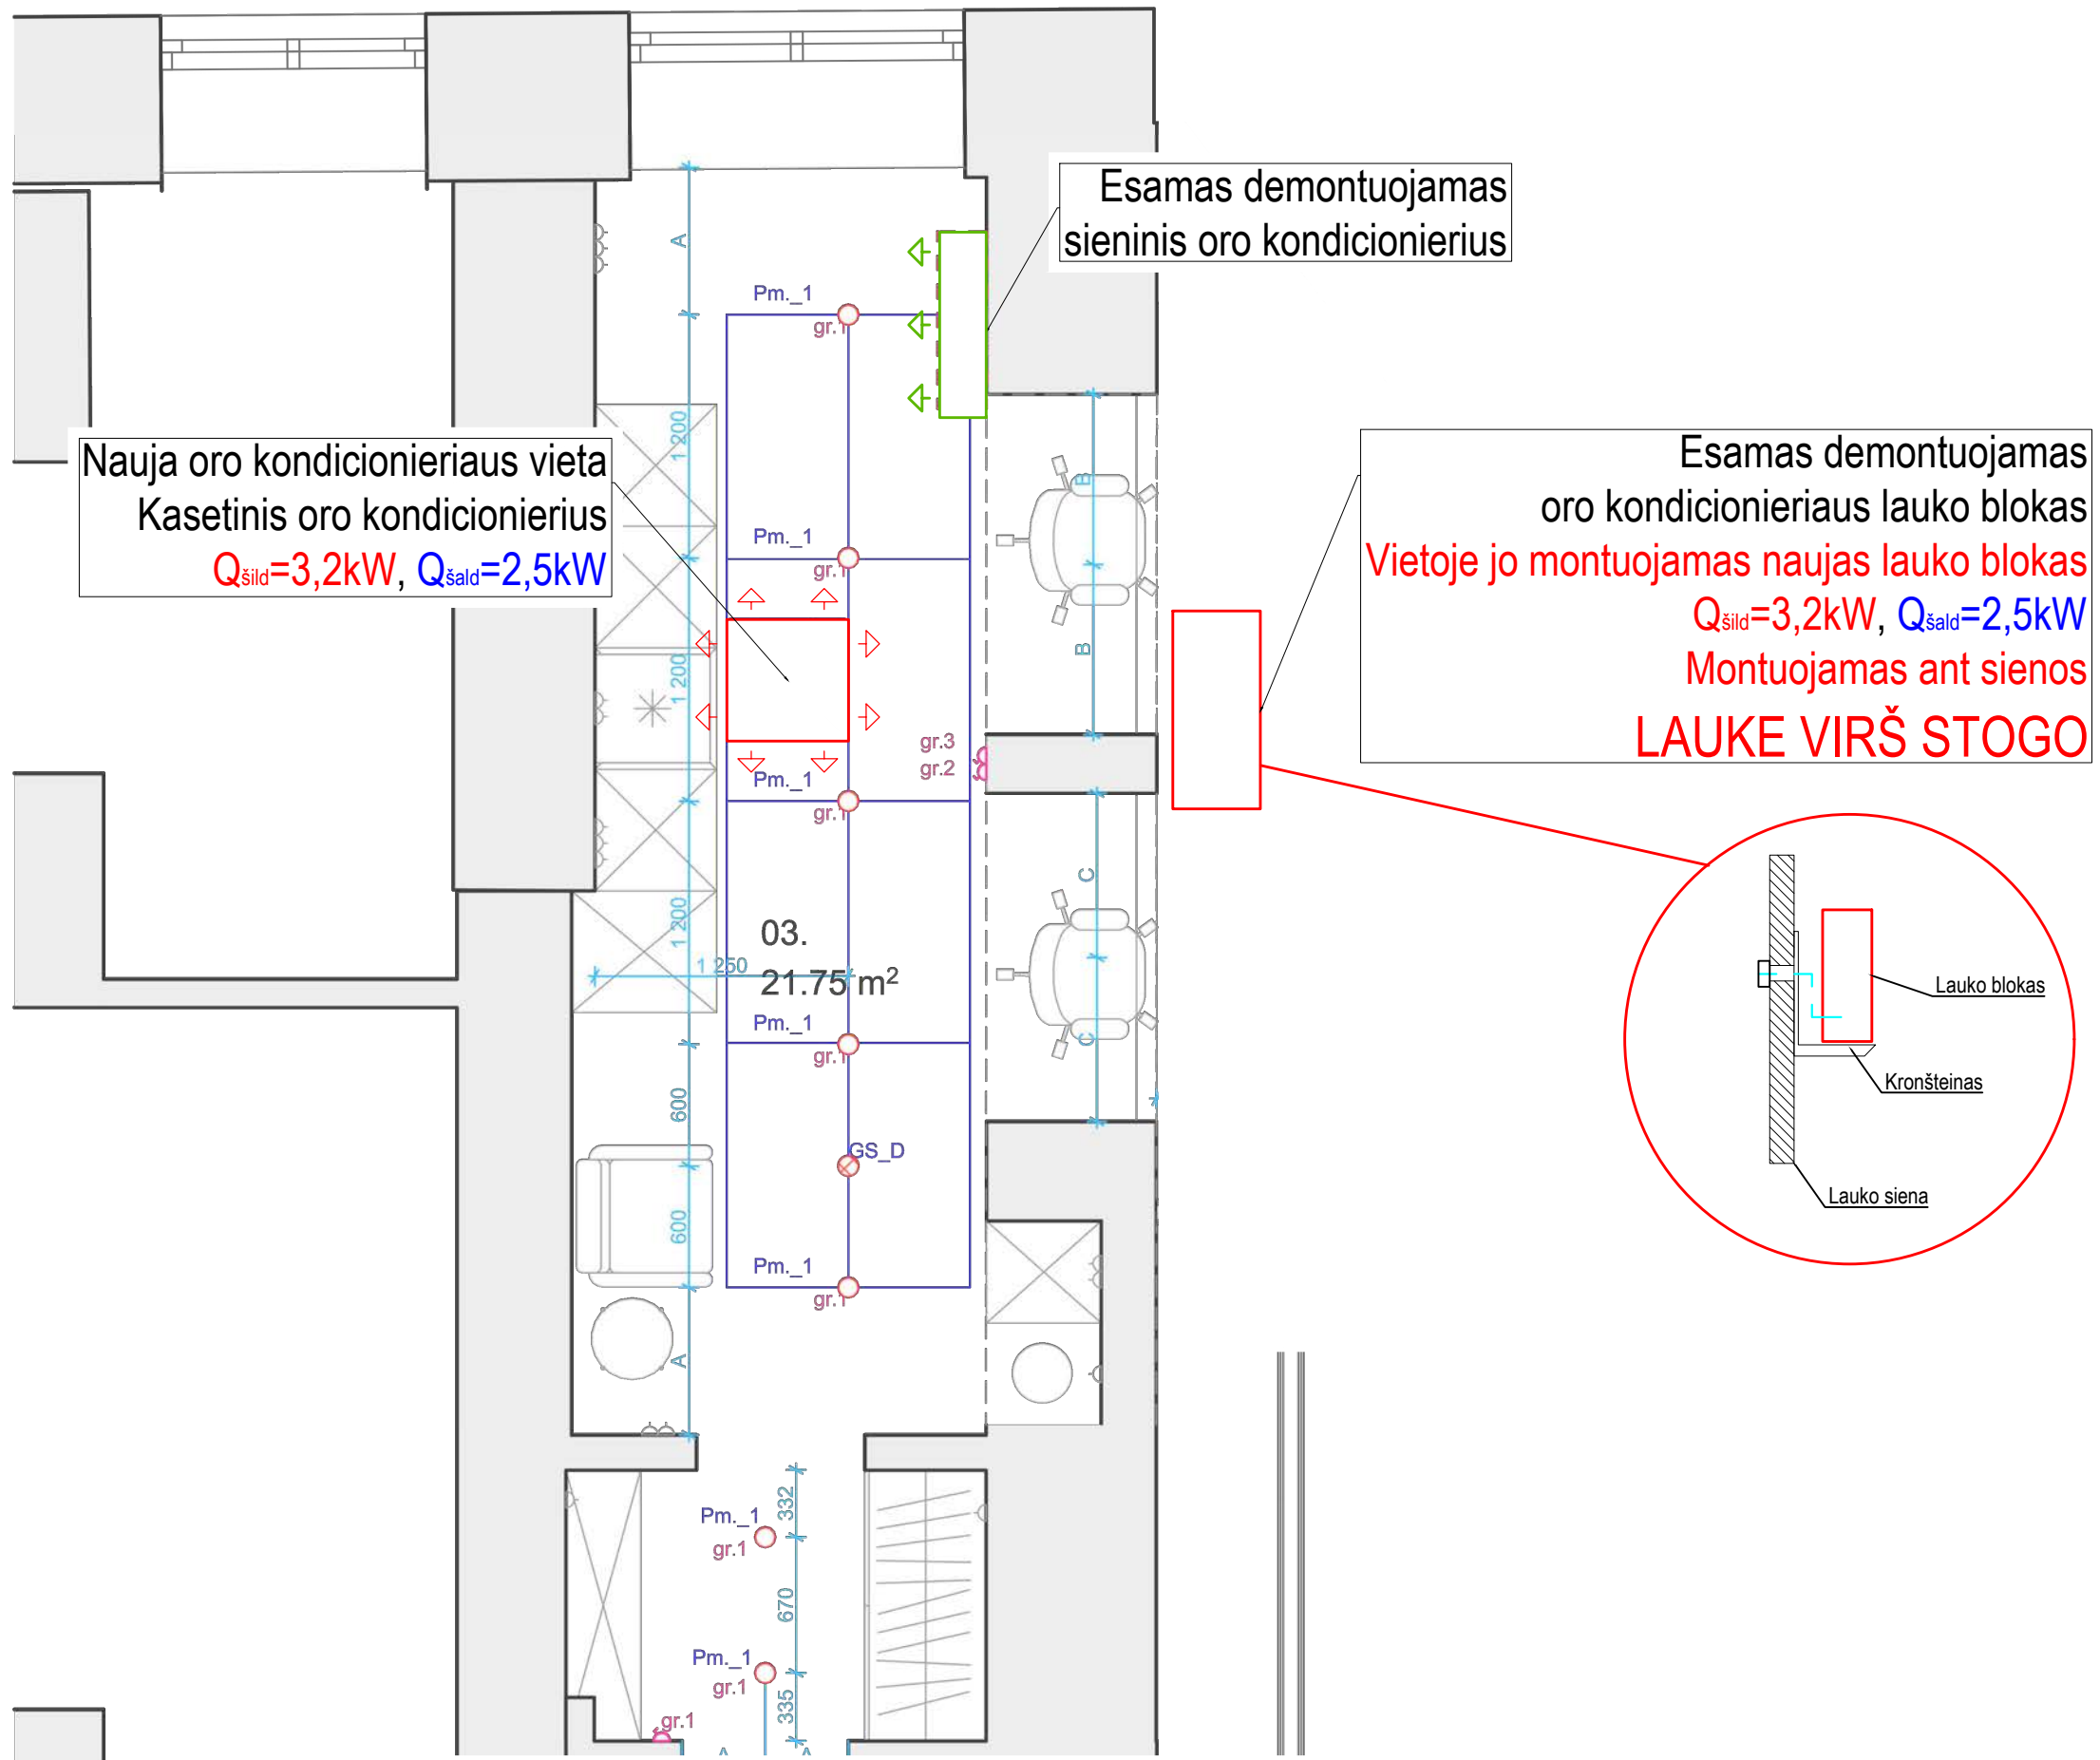 Esamas demontuojamas
sieninis oro kondicionierius
Nauja oro kondicionieriaus vieta
Kasetinis oro kondicionierius
Qšild=3,2kW, Qšald=2,5kW
Esamas demontuojamas
oro kondicionieriaus lauko blokas
Vietoje jo montuojamas naujas lauko blokas
Qšild=3,2kW, Qšald=2,5kW
Montuojamas ant sienos
LAUKE VIRŠ STOGO
Lauko blokas
Kronšteinas
Lauko siena
A
Pm._1
gr.1
1 200
B
Pm._1
gr.1
1 200
B
gr.3
gr.2
Pm._1
gr.1
C
1 200
03.
1 250
21.75 m²
Pm._1
gr.1
C
600
GS_D
600
Pm._1
gr.1
A
332
Pm._1
gr.1
670
Pm._1
gr.1
335
gr.1
A
A